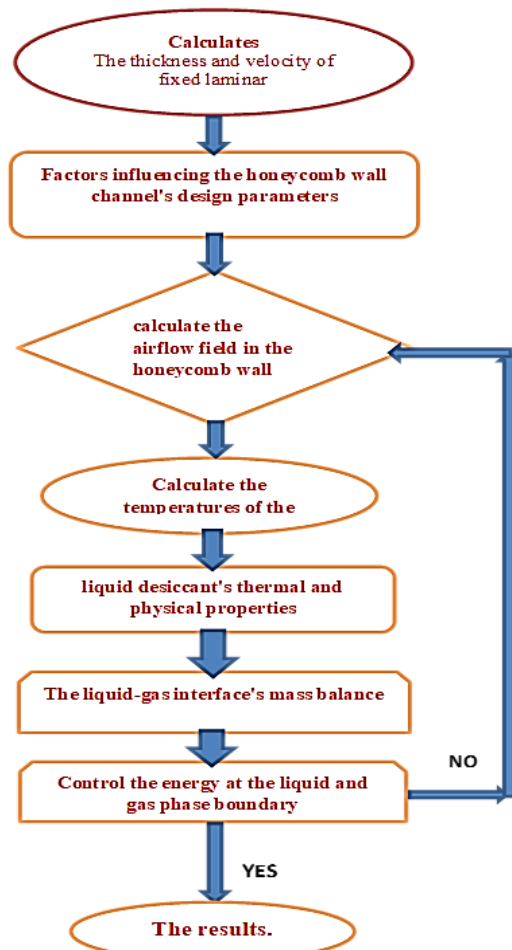 Calculates
The thickness and velocity of
fixed laminar
Factors influencing the honeycomb wall
channel's design parameters
calculate the
airflow field in the
honeycomb wall
Calculate the
temperatures of the
liquid desiccant's thermal and
physical properties
The liquid-gas interface's mass balance
Control the energy at the liquid and
gas phase boundary
NO
YES
The results.